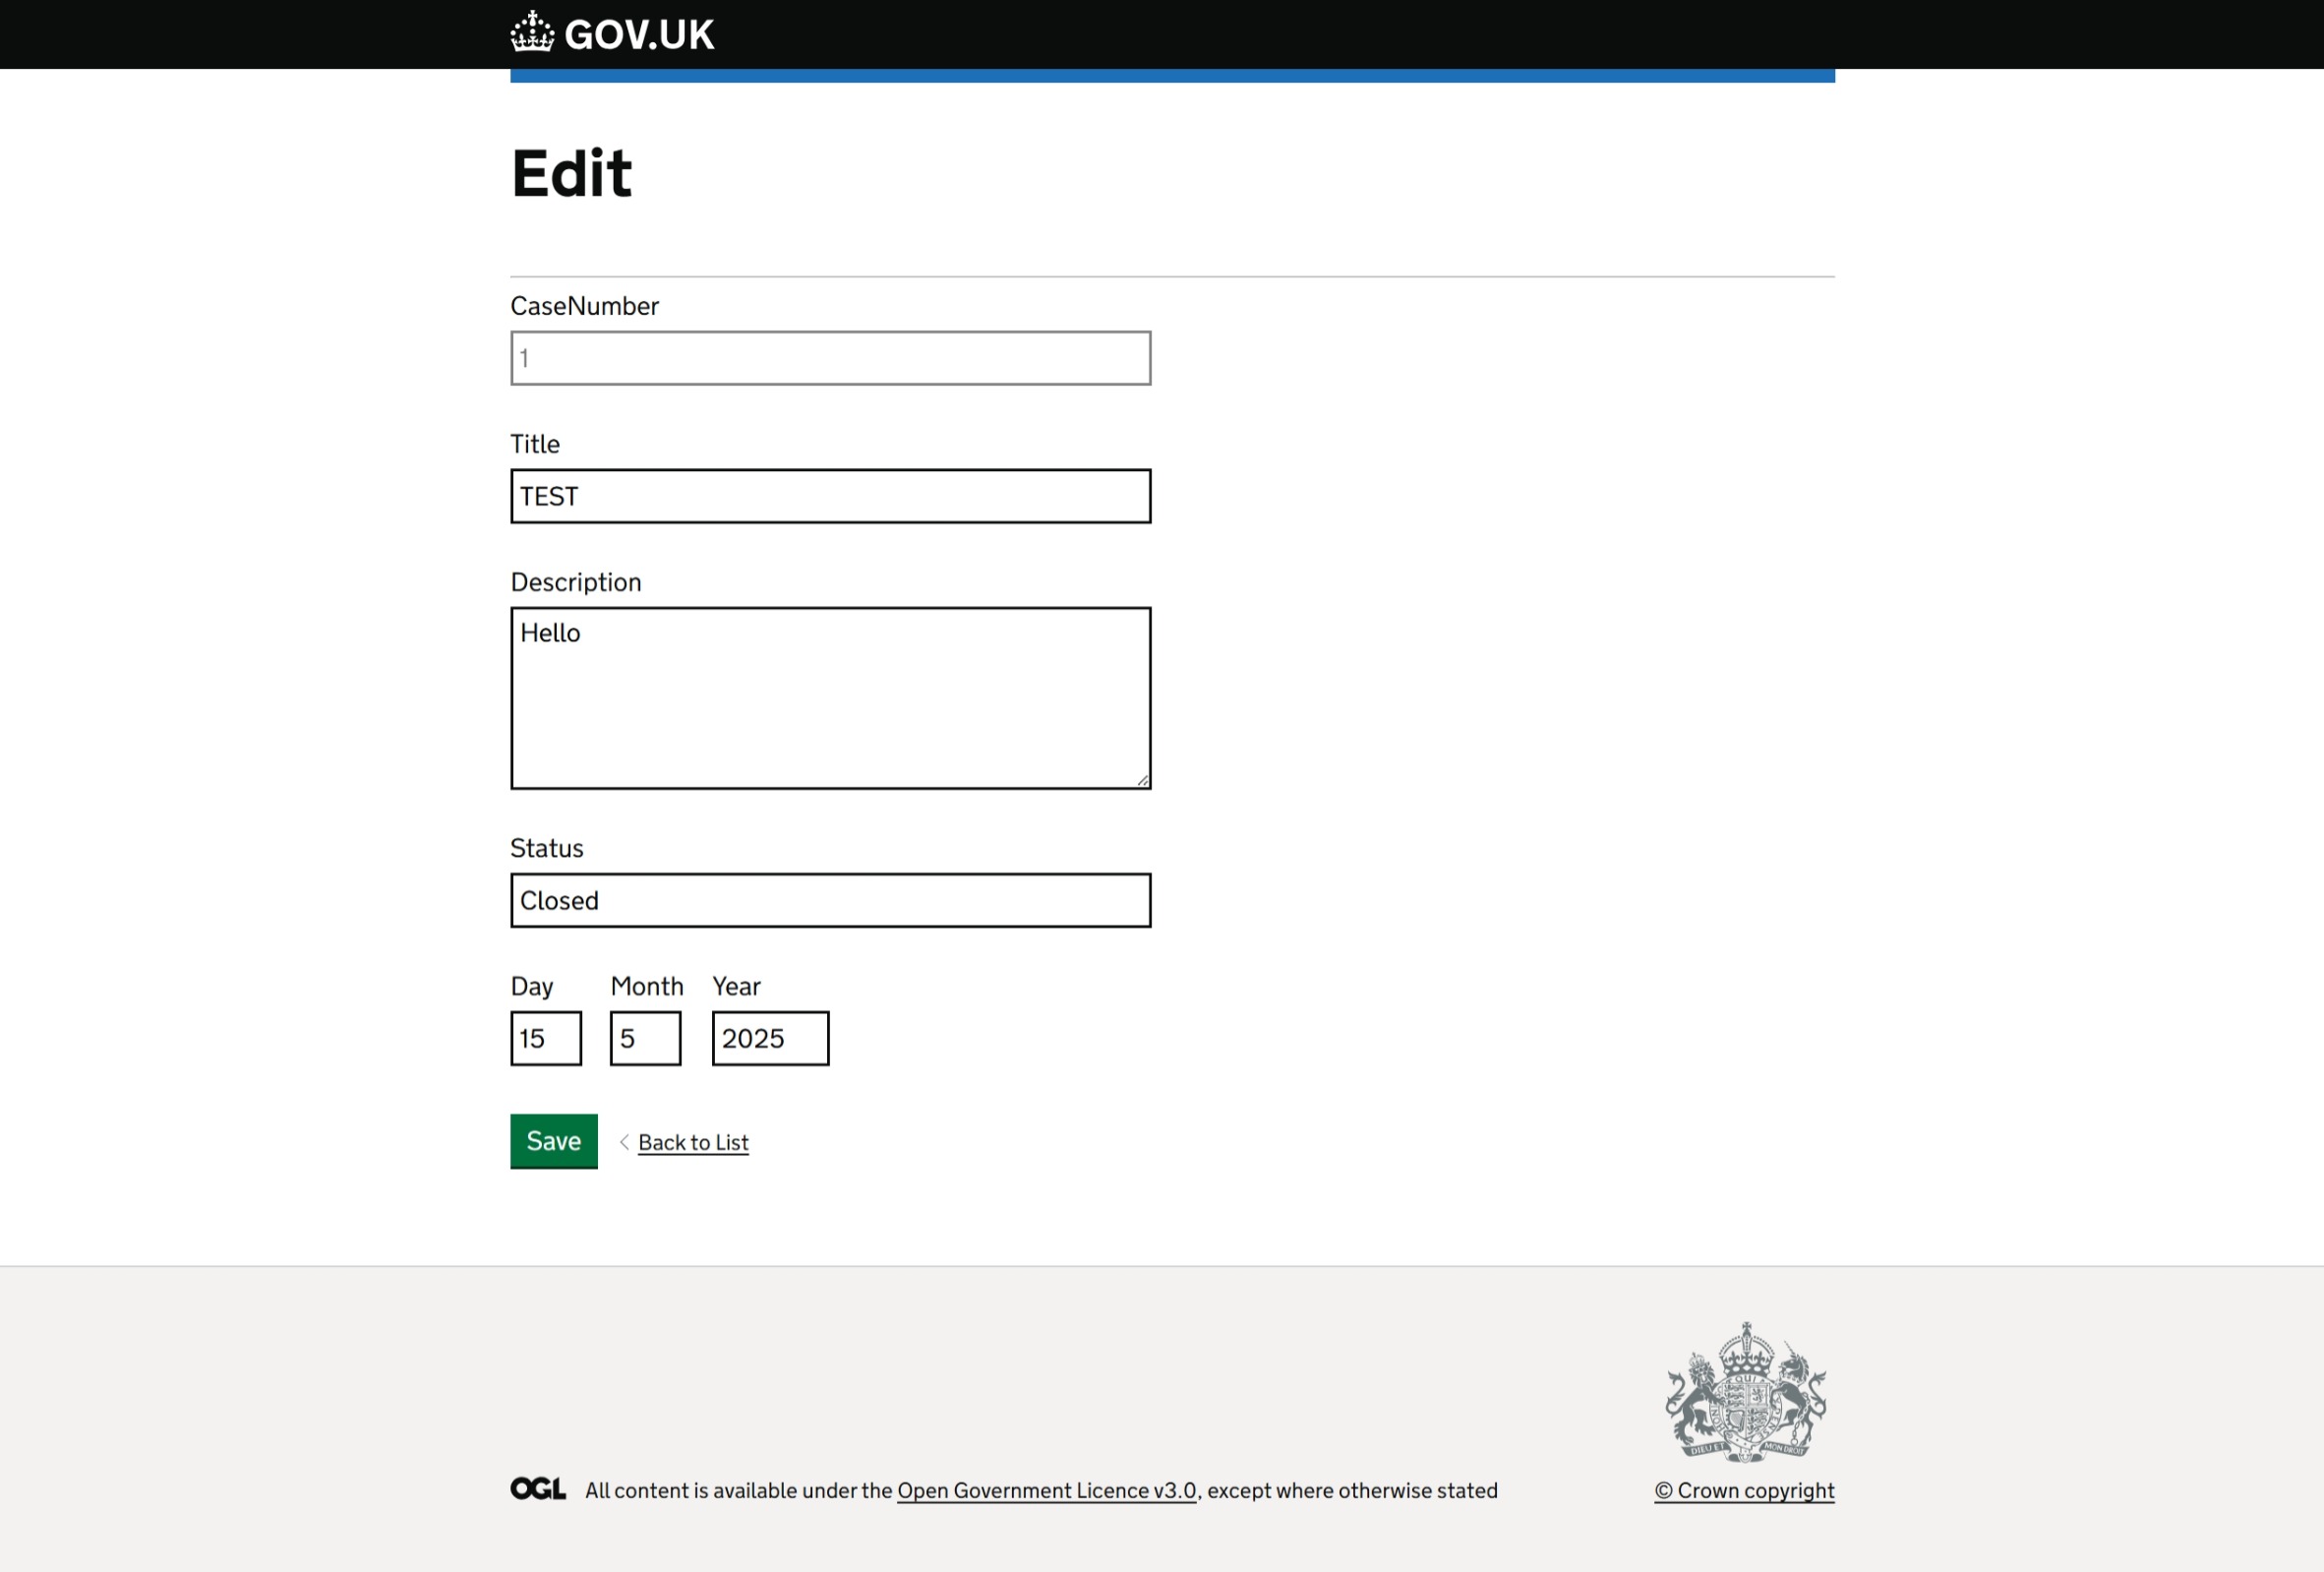 GOV.UK
Edit
CaseNumber
1
Title
TEST
Description
Hello
Status
Closed
Day Month Year
15 5 2025
Save Back to List
QUI
DIEU ET MON DROIT
OGL All content is available under the Open Government Licence v3.0, except where otherwise stated
© Crown copyright